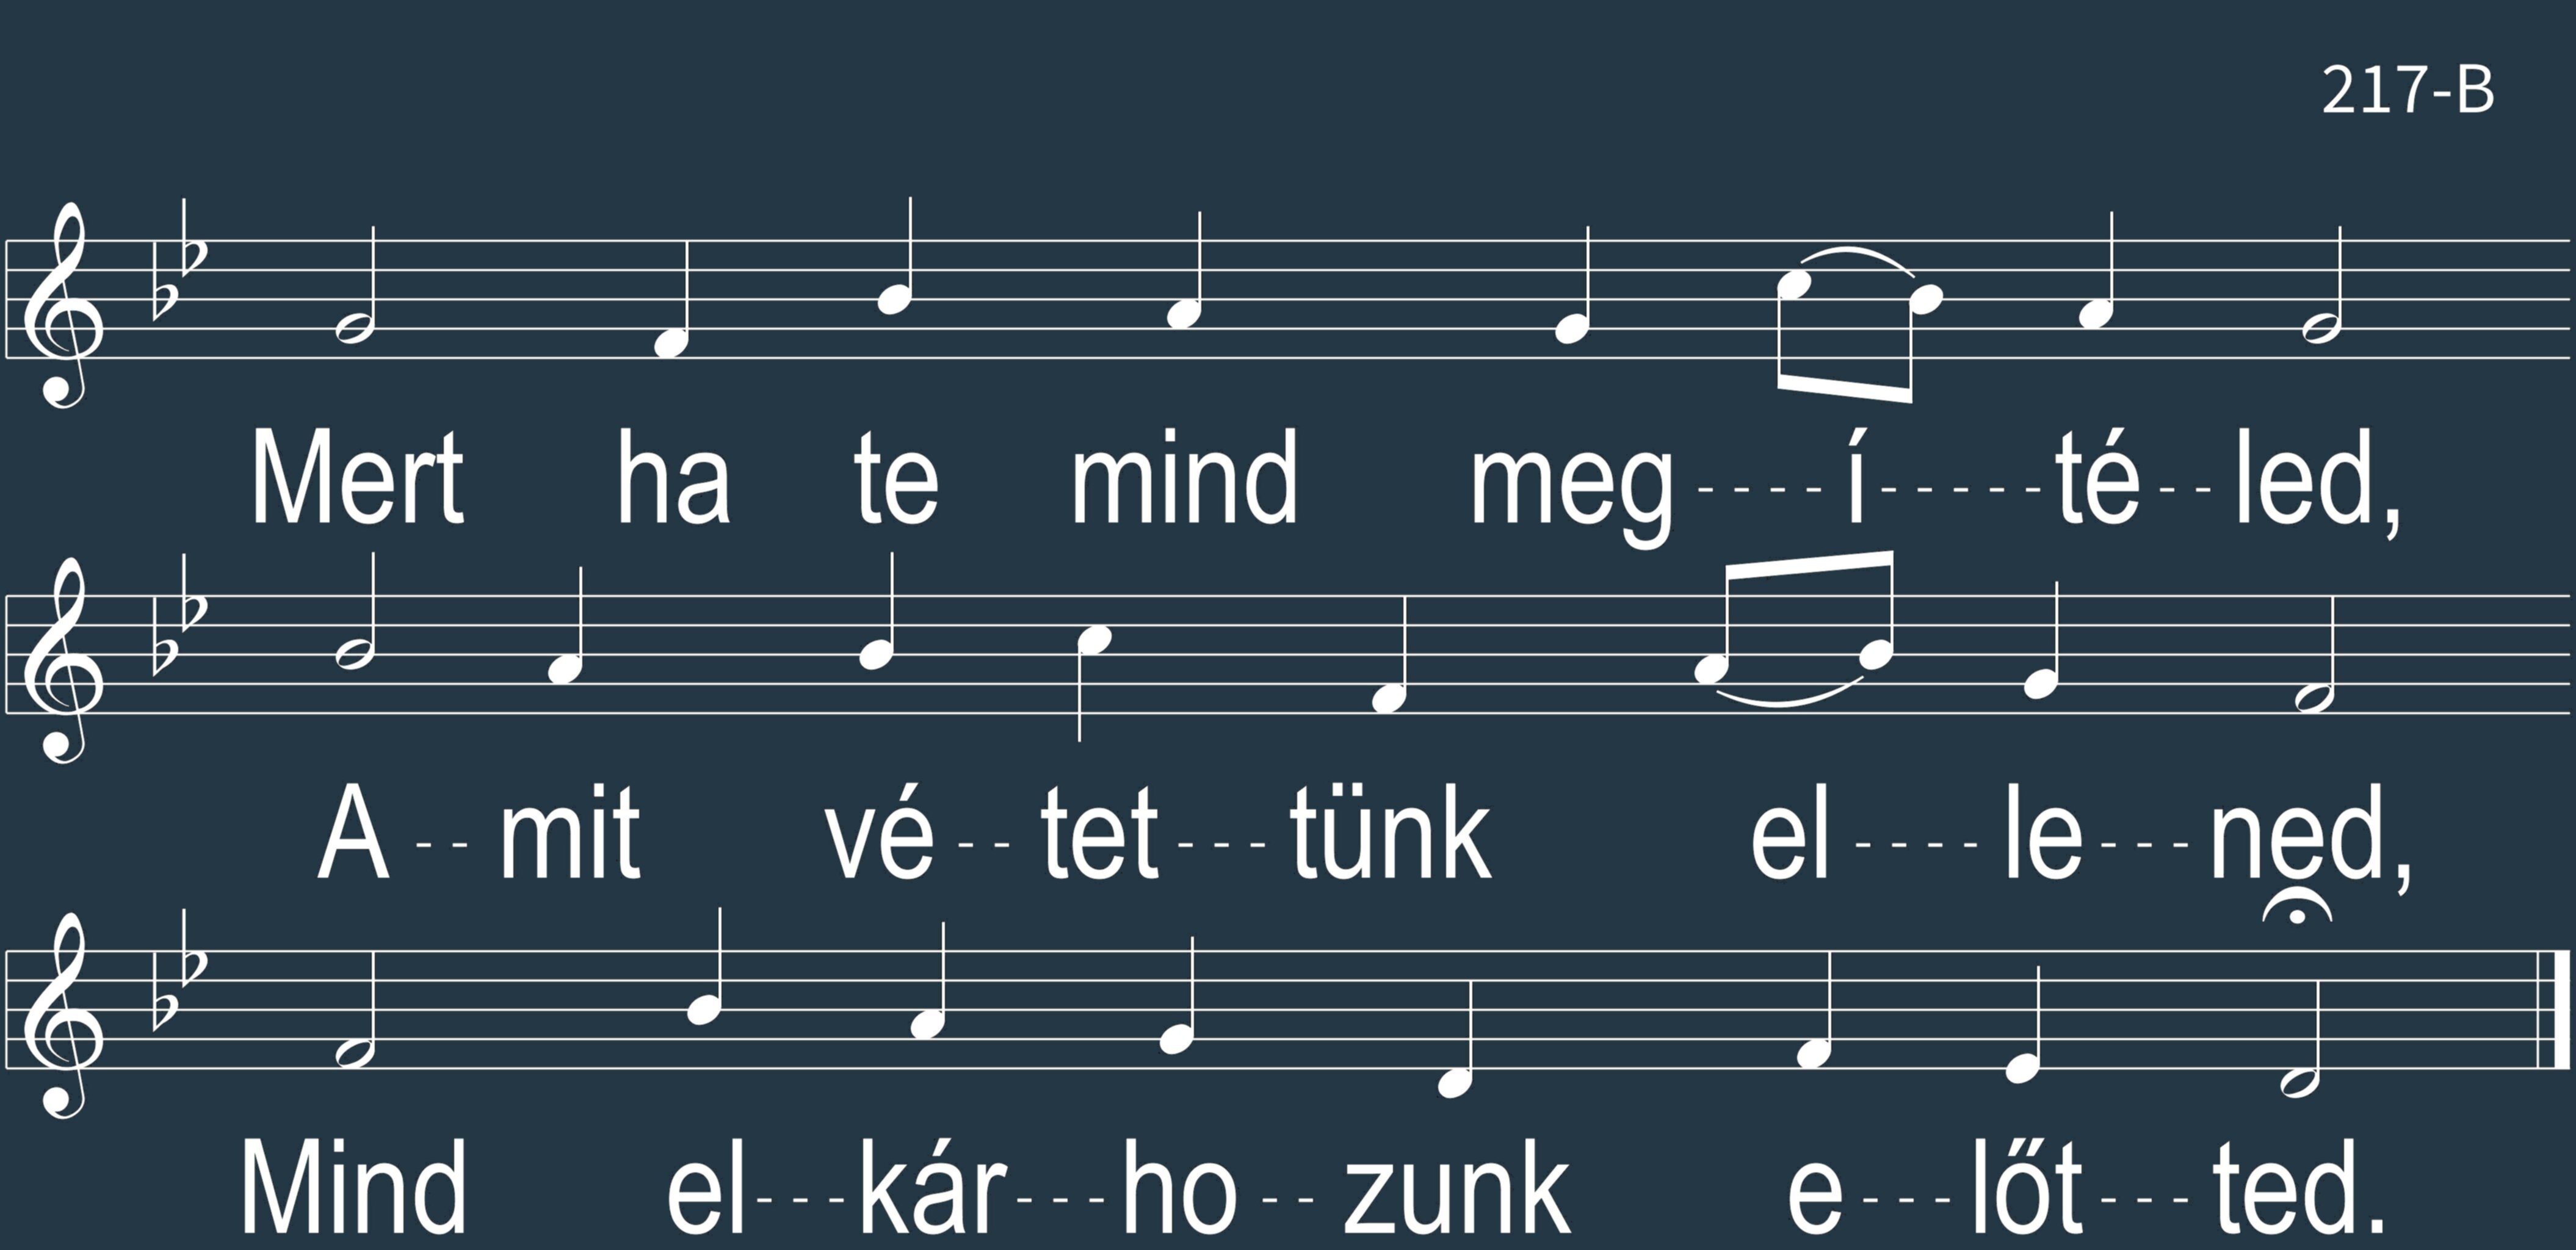 217-B
Mert ha te mind meg----í-----té--led,
A--mit vé--tet---tünk el----le---ned,
Mind el---kár---ho--zunk e---lőt---ted.